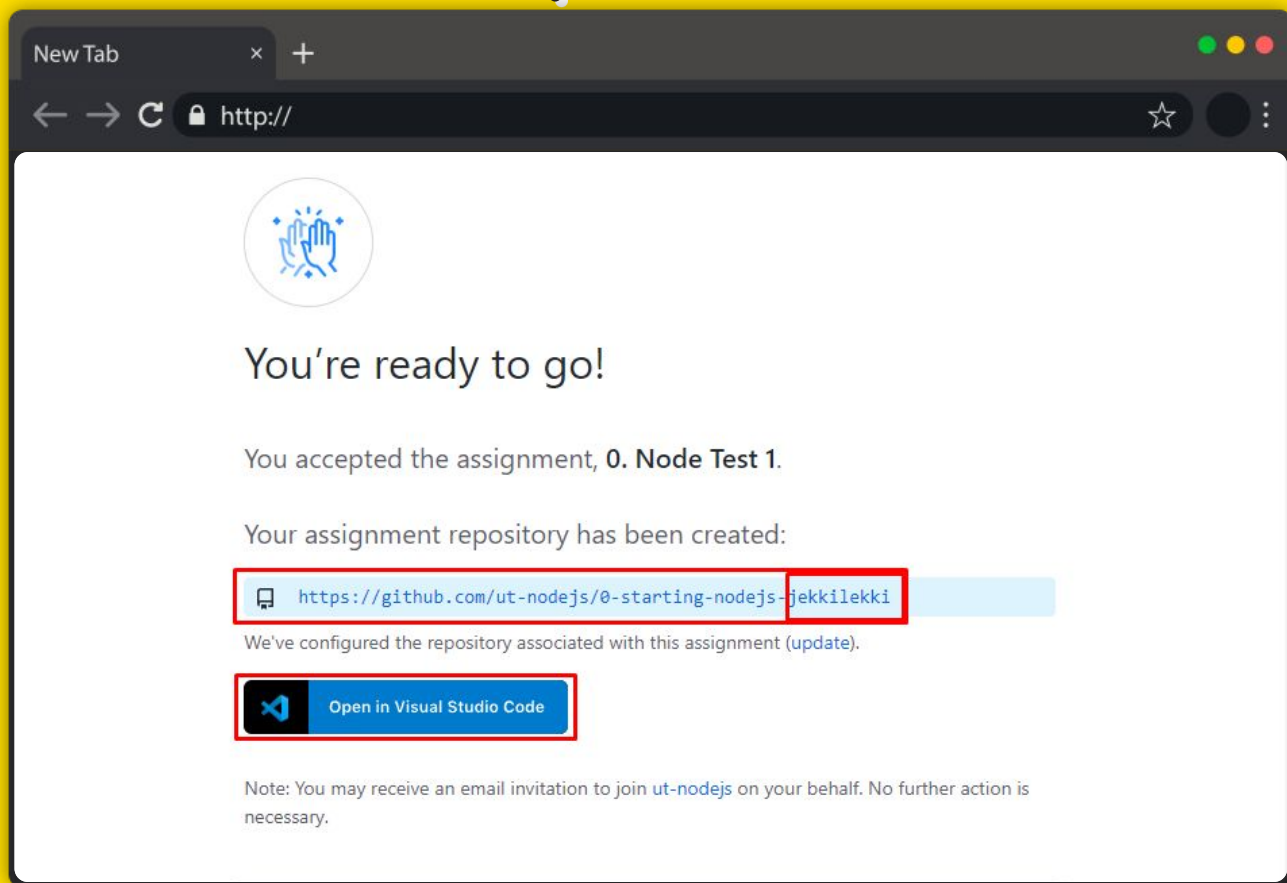 New Tab
http://
You're ready to go!
You accepted the assignment, 0. Node Test 1.
Your assignment repository has been created:
https://github.com/ut-nodejs/0-starting-nodejs-jekkilekki
We've configured the repository associated with this assignment (update).
Open in Visual Studio Code
Note: You may receive an email invitation to join ut-nodejs on your behalf. No further action is
necessary.